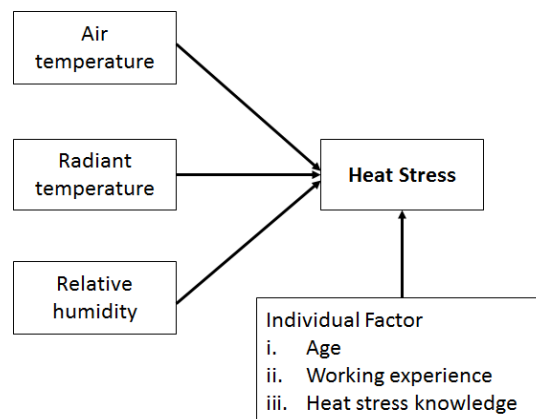 Air
temperature
Radiant
temperature
Heat Stress
Relative
humidity
Individual Factor
i. Age
ii. Working experience
iii. Heat stress knowledge